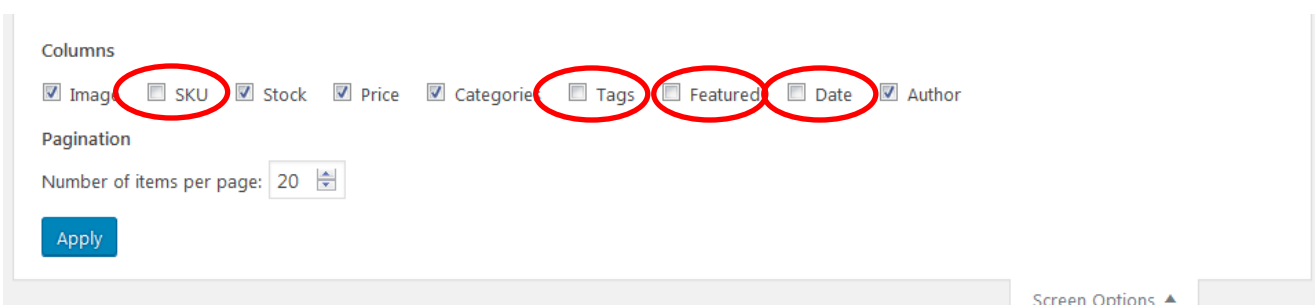 Columns
Image SKU Stock Price Categories Tags Featured Date Author
Pagination
Number of items per page: 20
Apply
Screen Options